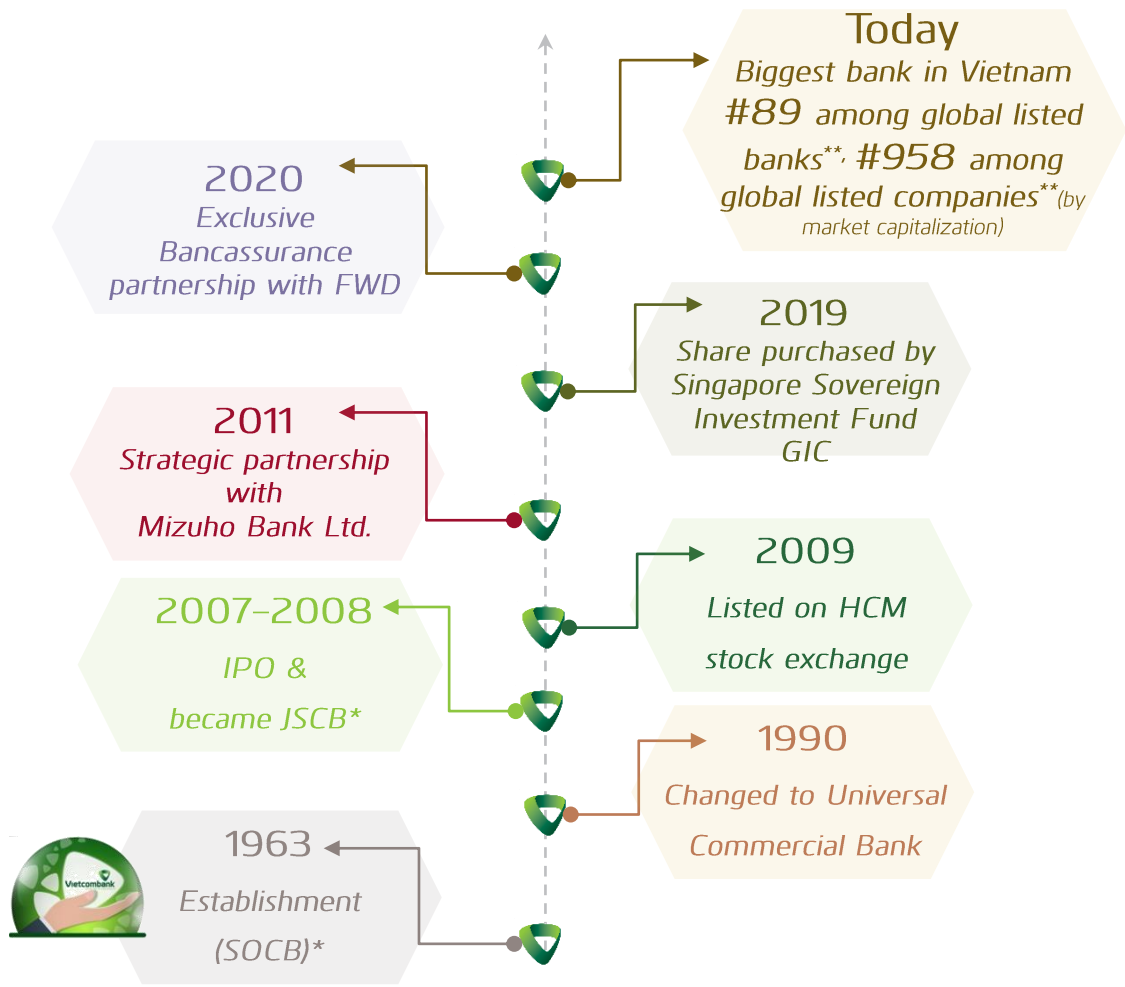 Today
Biggest bank in Vietnam
#89 among global listed
banks**, #958 among
global listed companies**(by
market capitalization)
2020
Exclusive
Bancassurance
partnership with FWD
2019
Share purchased by
Singapore Sovereign
Investment Fund
GIC
2011
Strategic partnership
with
Mizuho Bank Ltd.
2009
Listed on HCM
stock exchange
2007-2008
IPO &
became JSCB*
1990
Changed to Universal
Commercial Bank
1963
Establishment
(SOCB)*
Vietcombank